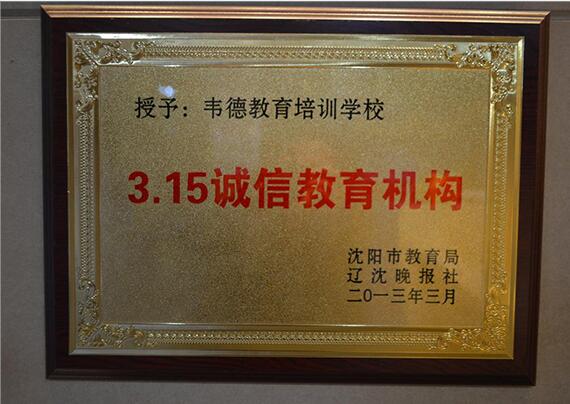 授予：韦德教育培训学校
3.15诚信教育机构
沈阳市教育局
辽沈晚报社
二〇一三年三月